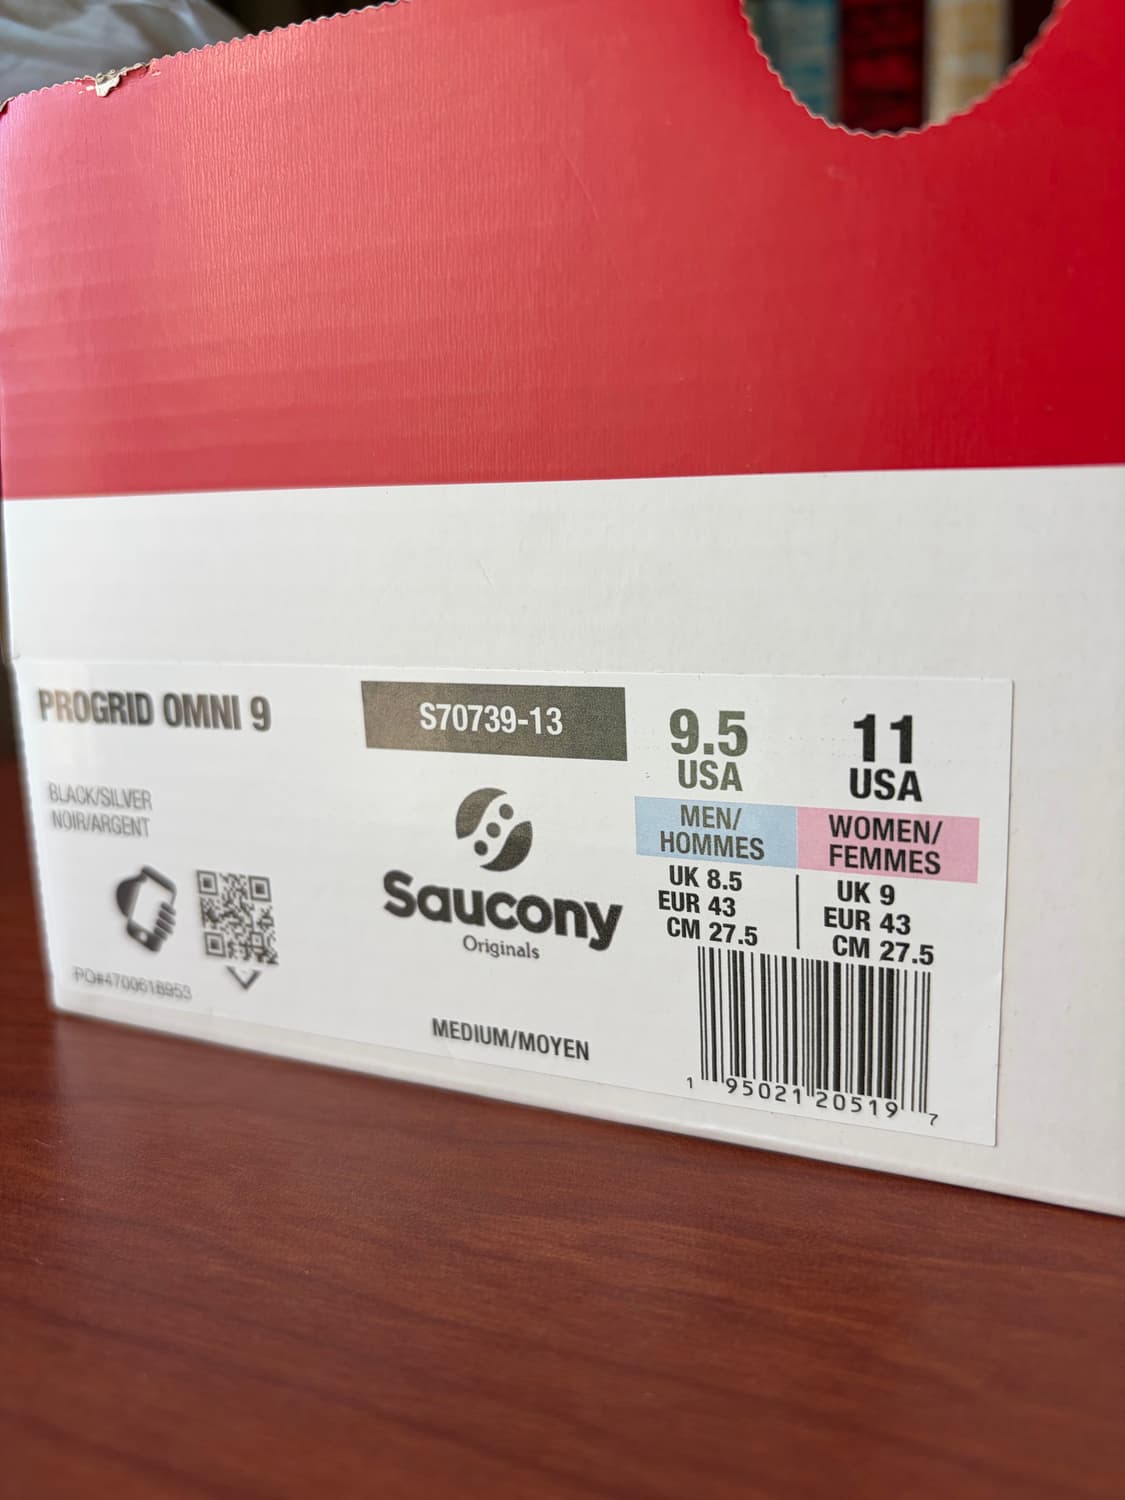 PROGRID OMNI 9
S70739-13
BLACK/SILVER
NOIR/ARGENT
PO#4700618953
Saucony
Originals
MEDIUM/MOYEN
9.5
USA
MEN/
HOMMES
UK 8.5
EUR 43
CM 27.5
11
USA
WOMEN/
FEMMES
UK 9
EUR 43
CM 27.5
1 95021 20519 7